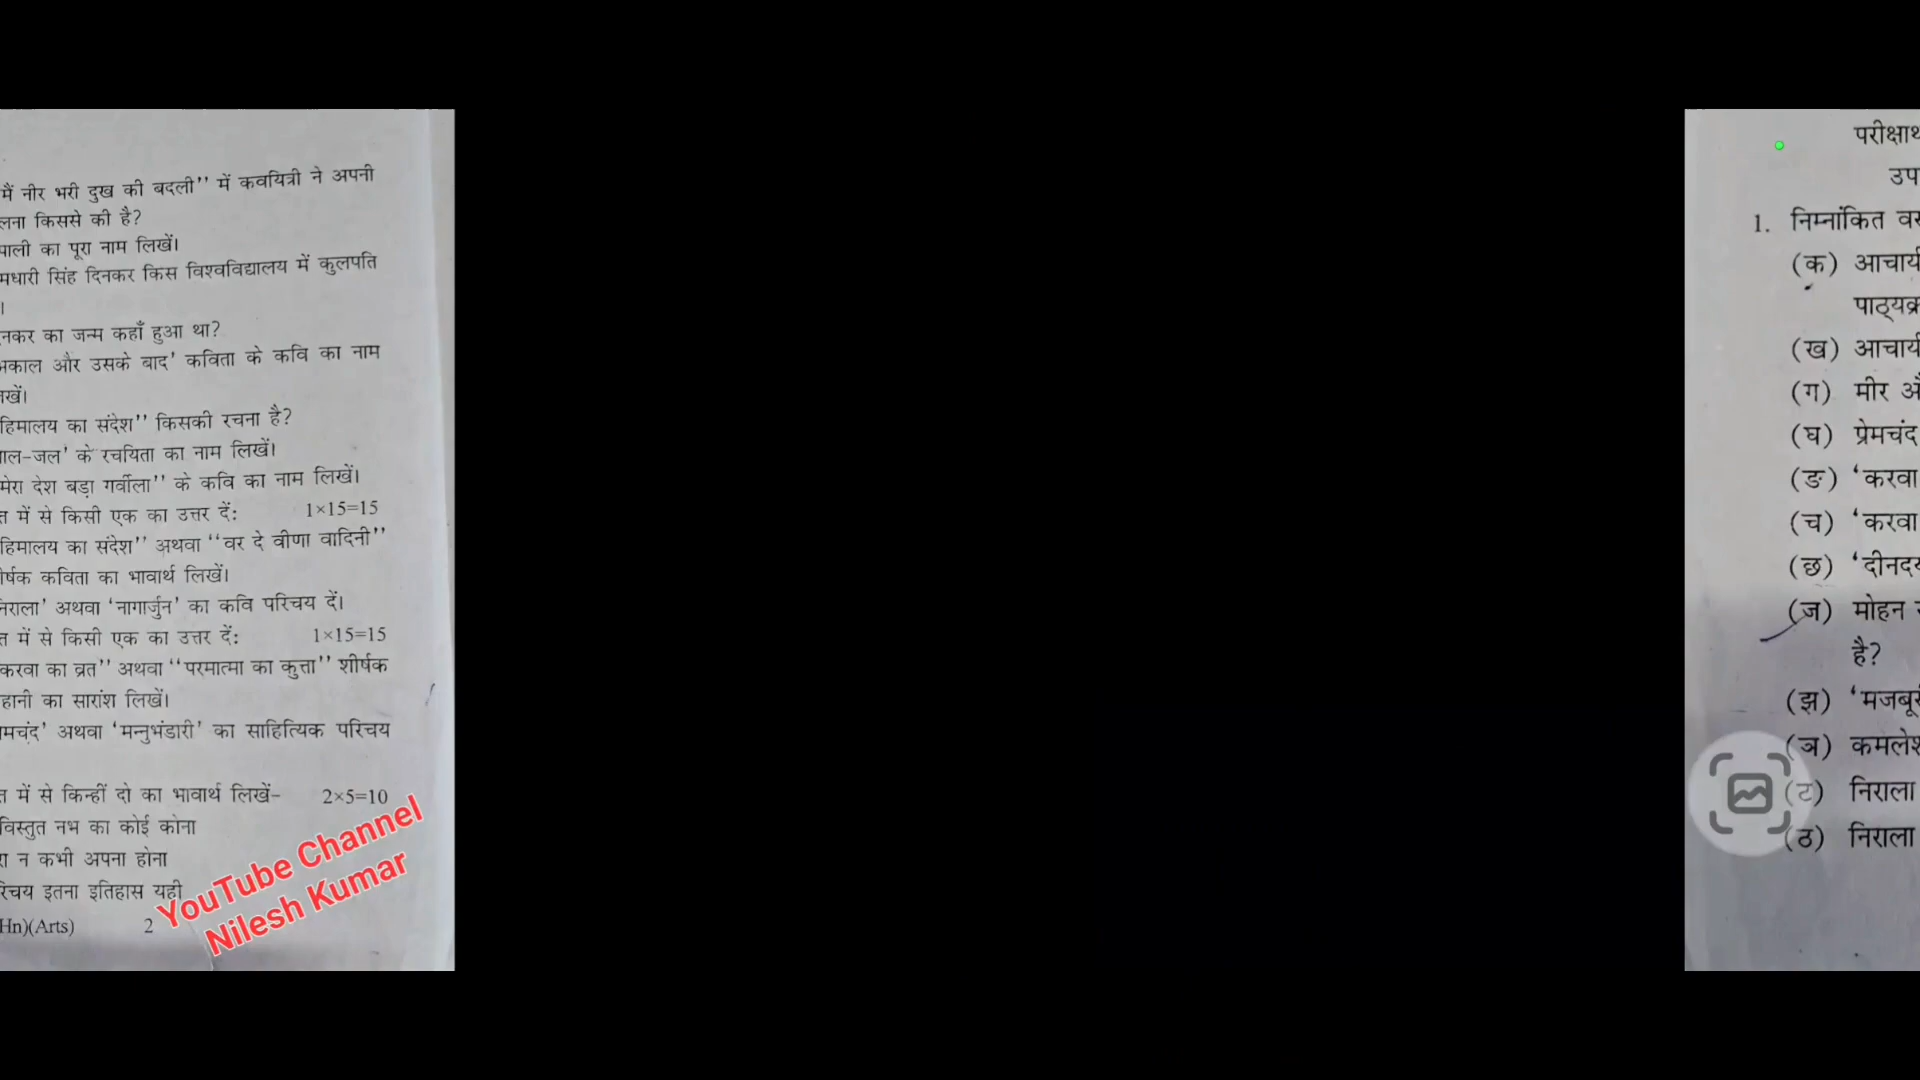 मैं नीर भरी दुख की बदली’’ में कवयित्री ने अपनी
लना किससे की है?
पाली का पूरा नाम लिखें।
मधारी सिंह दिनकर किस विश्वविद्यालय में कुलपति
।
नकर का जन्म कहाँ हुआ था?
अकाल और उसके बाद’ कविता के कवि का नाम
खें।
हिमालय का संदेश’’ किसकी रचना है?
ाल-जल’ के रचयिता का नाम लिखें।
मेरा देश बड़ा गर्वीला’’ के कवि का नाम लिखें।
त में से किसी एक का उत्तर दें: 1×15=15
हिमालय का संदेश’’ अथवा ‘‘वर दे वीणा वादिनी’’
र्षक कविता का भावार्थ लिखें।
नेराला’ अथवा ‘नागार्जुन’ का कवि परिचय दें।
त में से किसी एक का उत्तर दें: 1×15=15
करवा का व्रत’’ अथवा ‘‘परमात्मा का कुत्ता’’ शीर्षक
हानी का सारांश लिखें।
मचंद’ अथवा ‘मन्नुभंडारी’ का साहित्यिक परिचय
त में से किन्हीं दो का भावार्थ लिखें- 2×5=10
विस्तुत नभ का कोई कोना
रा न कभी अपना होना
रिचय इतना इतिहास यही
Hn)(Arts) 2
YouTube Channel
Nilesh Kumar
परीक्षाथ
उप
1. निम्नांकित वस
(क) आचार्य
पाठ्यक्र
(ख) आचार्य
(ग) मीर औ
(घ) प्रेमचंद
(ङ) ‘करवा
(च) ‘करवा
(छ) ‘दीनदय
(ज) मोहन
है?
(झ) ‘मजबूर
(ञ) कमलेश
(ट) निराला
(ठ) निराला